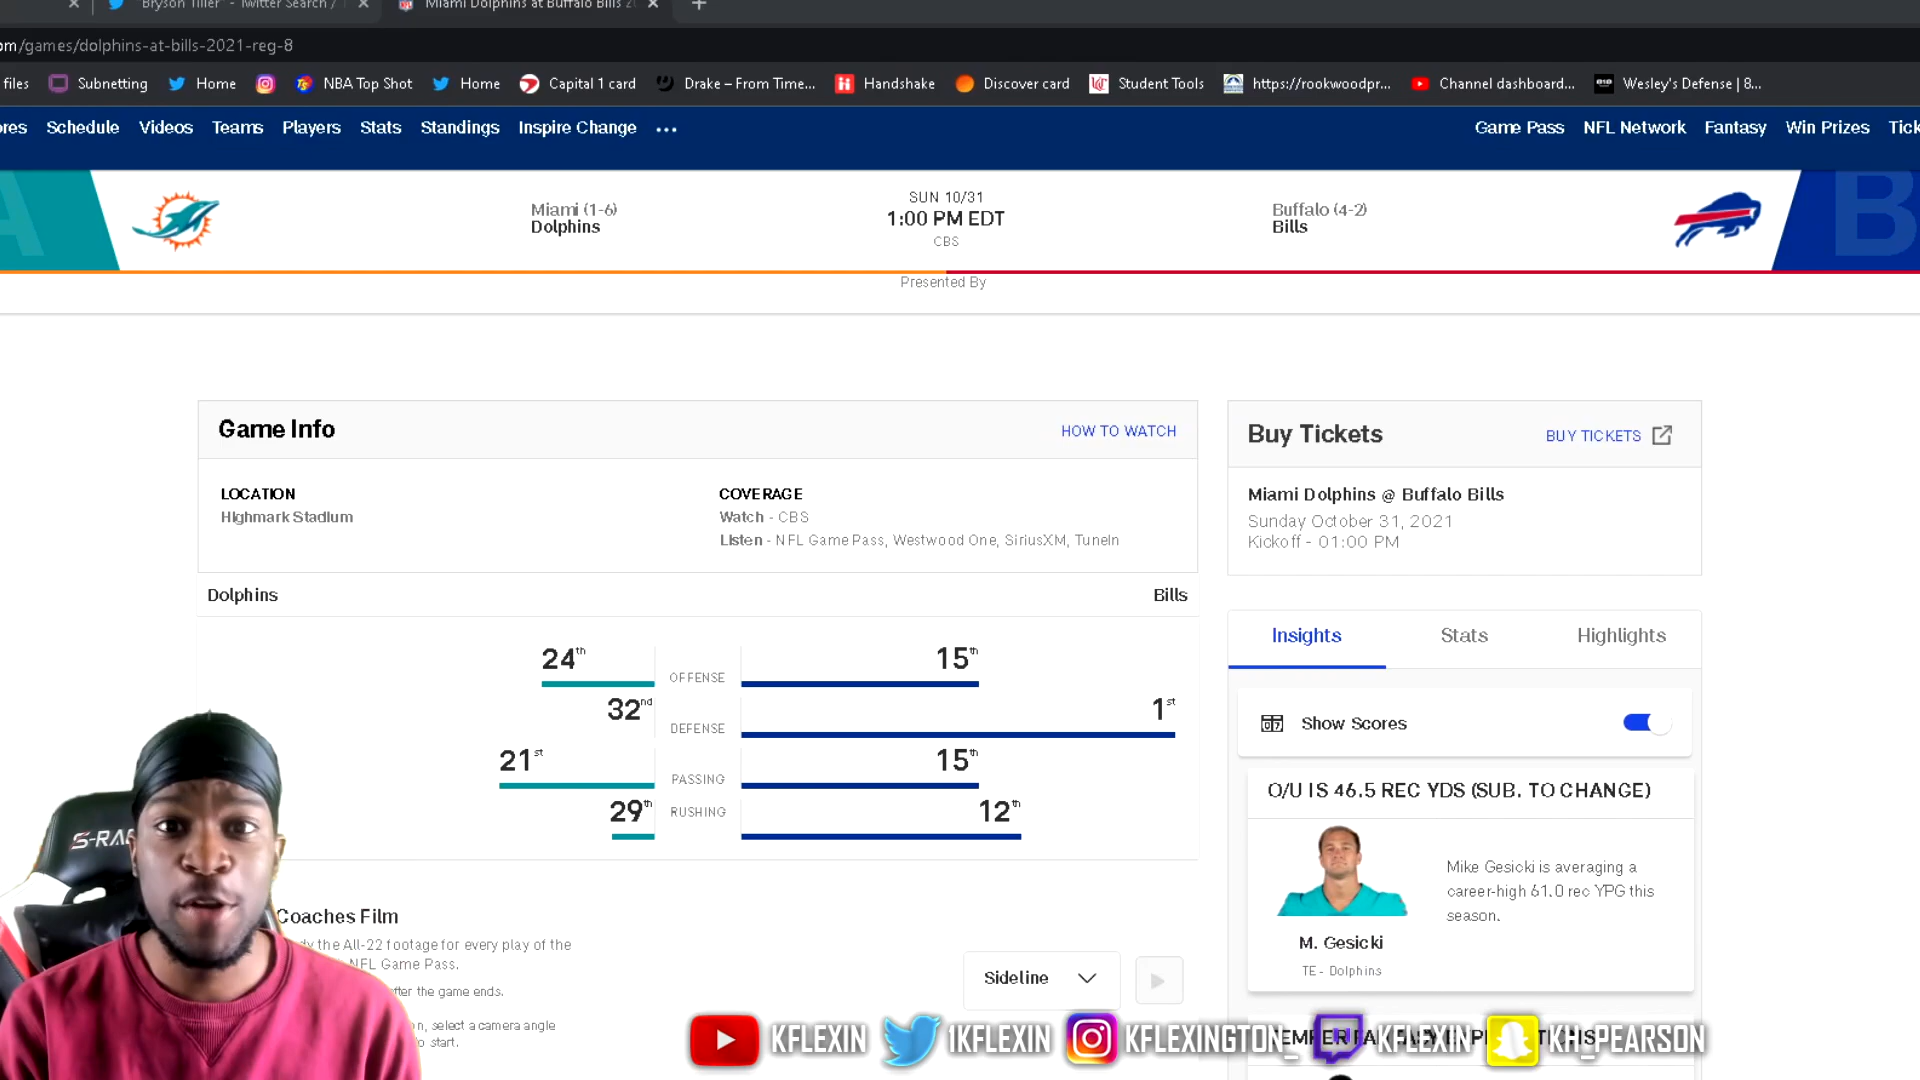 "Bryson Tiller" - Twitter Search /
Miami Dolphins at Buffalo Bills 20
om/games/dolphins-at-bills-2021-reg-8
files Subnetting Home NBA Top Shot Home Capital 1 card Drake – From Time... Handshake Discover card Student Tools https://rookwoodpr... Channel dashboard... Wesley's Defense | 8...
ores Schedule Videos Teams Players Stats Standings Inspire Change ... Game Pass NFL Network Fantasy Win Prizes Tick
Miami (1-6)
Dolphins
SUN 10/31
1:00 PM EDT
CBS
Buffalo (4-2)
Bills
Presented By
Game Info
HOW TO WATCH
LOCATION
Highmark Stadium
COVERAGE
Watch - CBS
Listen - NFL Game Pass, Westwood One, SiriusXM, TuneIn
Dolphins Bills
24th OFFENSE 15th
32nd DEFENSE 1st
21st PASSING 15th
29th RUSHING 12th
Buy Tickets
BUY TICKETS
Miami Dolphins @ Buffalo Bills
Sunday October 31, 2021
Kickoff - 01:00 PM
Insights Stats Highlights
Show Scores
O/U IS 46.5 REC YDS (SUB. TO CHANGE)
Mike Gesicki is averaging a
career-high 61.0 rec YPG this
season.
M. Gesicki
TE - Dolphins
S-RAC
Coaches Film
dy the All-22 footage for every play of the
NFL Game Pass.
fter the game ends.
on, select a camera angle
to start.
Sideline
KFLEXIN 1KFLEXIN KFLEXINGTON_ KFLEXIN KH_PEARSON